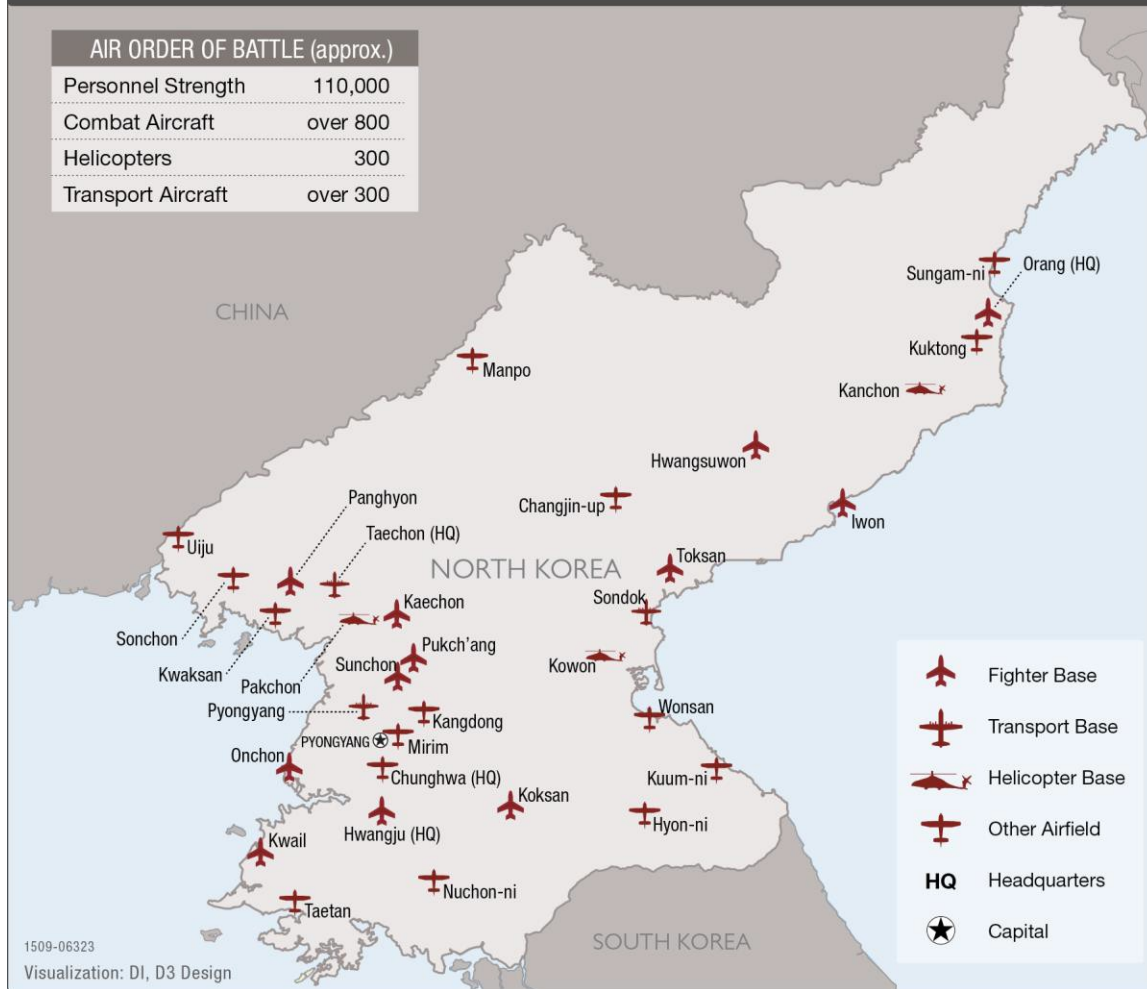 AIR ORDER OF BATTLE (approx.)
Personnel Strength 110,000
Combat Aircraft over 800
Helicopters 300
Transport Aircraft over 300
CHINA
Sungam-ni
Orang (HQ)
Kuktong
Manpo
Kanchon
Hwangsuwon
Panghyon
Changjin-up
Iwon
Taechon (HQ)
Uiju
NORTH KOREA
Toksan
Kaechon
Sondok
Sonchon
Pukch'ang
Kwaksan
Sunchon
Kowon
Pakchon
Pyongyang
Kangdong
Wonsan
PYONGYANG
Mirim
Onchon
Chunghwa (HQ)
Kuum-ni
Koksan
Hyon-ni
Hwangju (HQ)
Kwail
Nuchon-ni
Taetan
SOUTH KOREA
Fighter Base
Transport Base
Helicopter Base
Other Airfield
HQ Headquarters
Capital
1509-06323
Visualization: DI, D3 Design